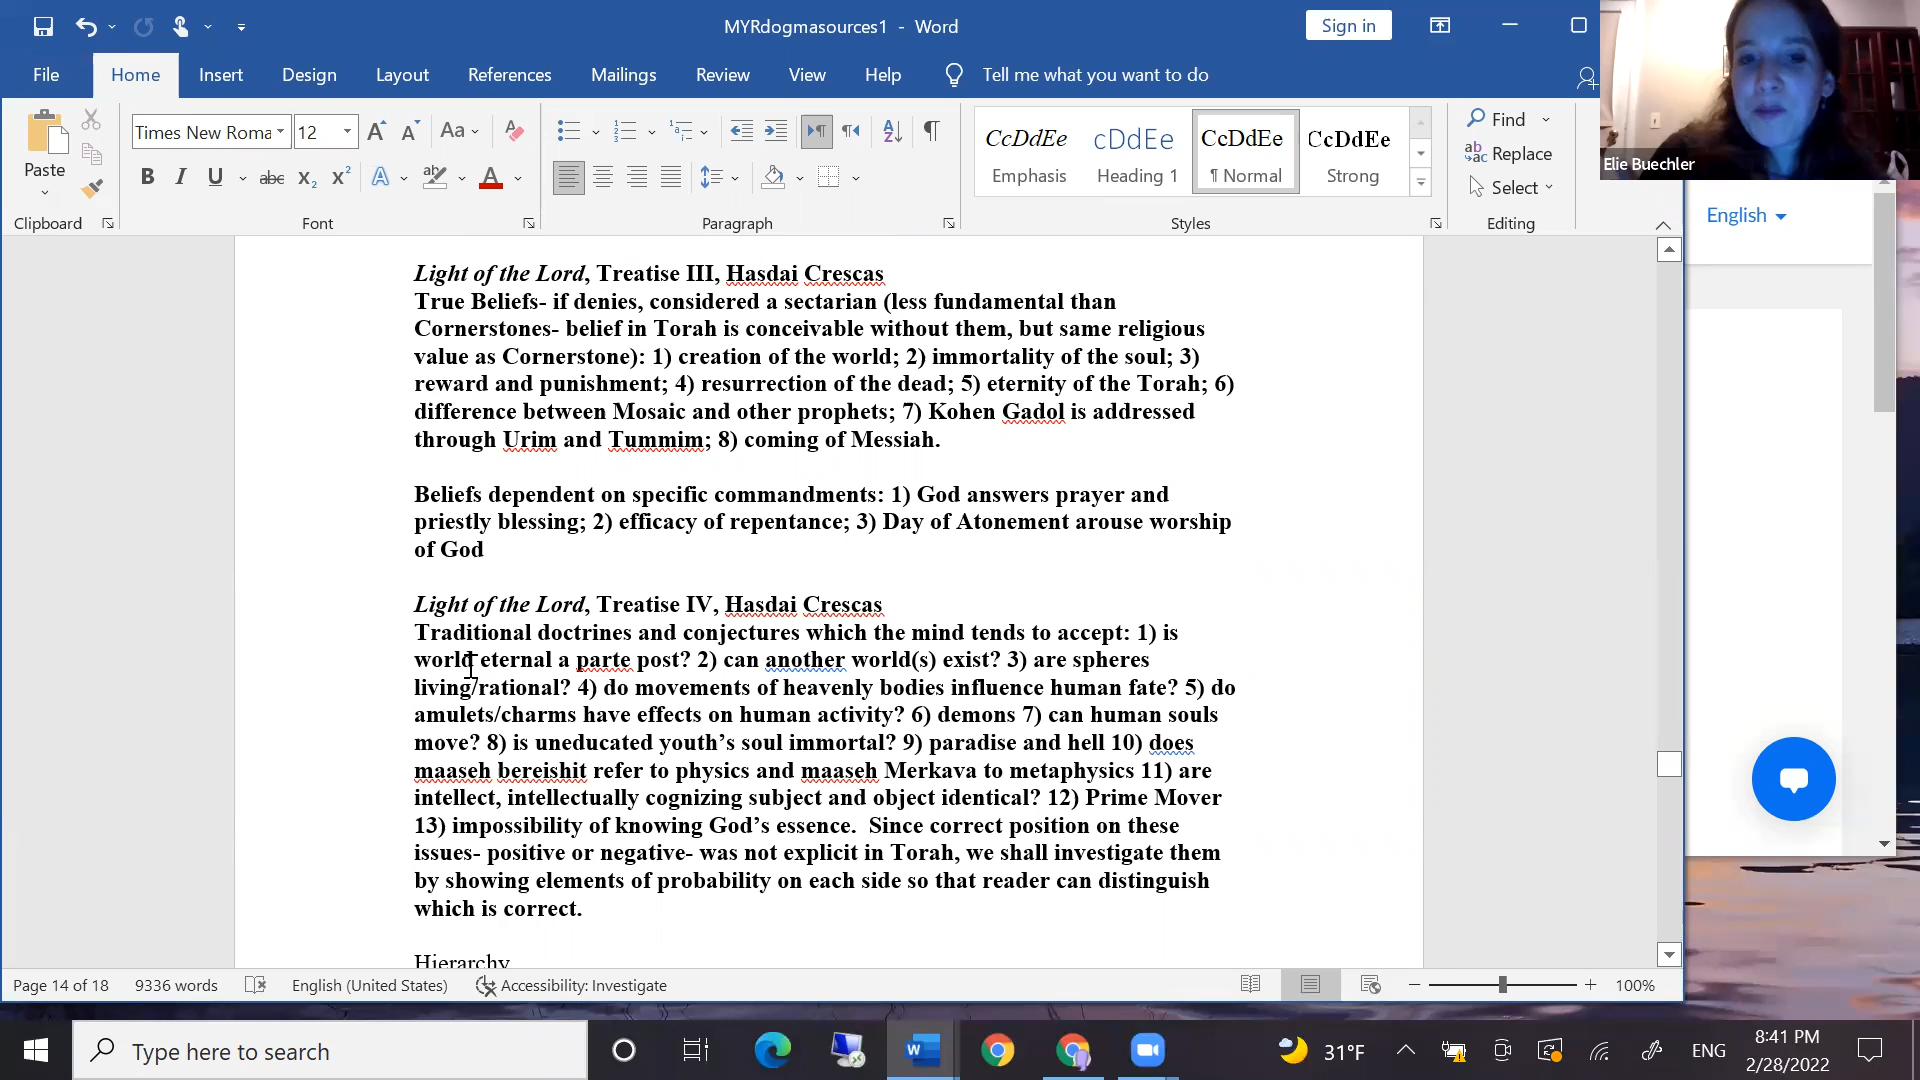 MYRdogmasources1 - Word
Sign in
File Home Insert Design Layout References Mailings Review View Help Tell me what you want to do
Paste
Clipboard
Times New Roma 12
Font
Paragraph
CcDdEe cDdEe CcDdEe CcDdEe
Emphasis Heading 1 ¶ Normal Strong
Styles
Find
Replace
Select
Editing
Elie Buechler
English
Light of the Lord, Treatise III, Hasdai Crescas
True Beliefs- if denies, considered a sectarian (less fundamental than
Cornerstones- belief in Torah is conceivable without them, but same religious
value as Cornerstone): 1) creation of the world; 2) immortality of the soul; 3)
reward and punishment; 4) resurrection of the dead; 5) eternity of the Torah; 6)
difference between Mosaic and other prophets; 7) Kohen Gadol is addressed
through Urim and Tummim; 8) coming of Messiah.
Beliefs dependent on specific commandments: 1) God answers prayer and
priestly blessing; 2) efficacy of repentance; 3) Day of Atonement arouse worship
of God
Light of the Lord, Treatise IV, Hasdai Crescas
Traditional doctrines and conjectures which the mind tends to accept: 1) is
world eternal a parte post? 2) can another world(s) exist? 3) are spheres
living/rational? 4) do movements of heavenly bodies influence human fate? 5) do
amulets/charms have effects on human activity? 6) demons 7) can human souls
move? 8) is uneducated youth's soul immortal? 9) paradise and hell 10) does
maaseh bereishit refer to physics and maaseh Merkava to metaphysics 11) are
intellect, intellectually cognizing subject and object identical? 12) Prime Mover
13) impossibility of knowing God's essence.  Since correct position on these
issues- positive or negative- was not explicit in Torah, we shall investigate them
by showing elements of probability on each side so that reader can distinguish
which is correct.
Hierarchy
Page 14 of 18 9336 words English (United States) Accessibility: Investigate 100%
Type here to search
31°F
ENG
8:41 PM
2/28/2022